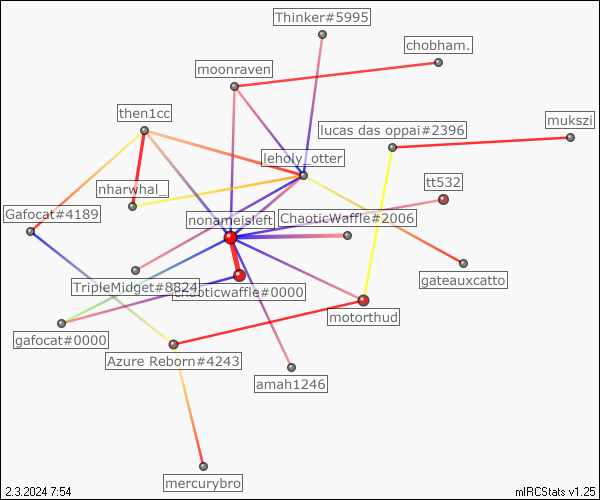 Thinker#5995
chobham.
moonraven
then1cc
mukszi
lucas das oppai#2396
leholy_otter
tt532
nharwhal_
Gafocat#4189
nonameisleft
ChaoticWaffle#2006
gateauxcatto
TripleMidget#8824
chaoticwaffle#0000
motorthud
gafocat#0000
Azure Reborn#4243
amah1246
mercurybro
2.3.2024 7:54
mIRCStats v1.25